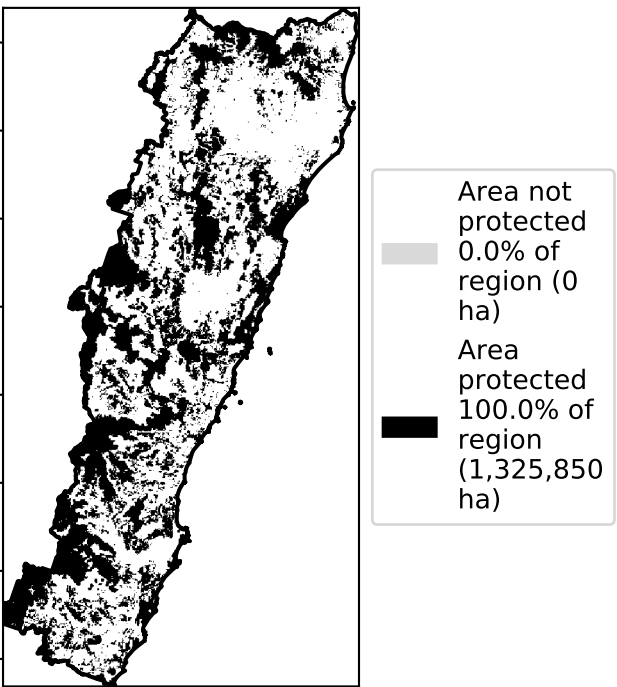 Area not
protected
0.0% of
region (0
ha)
Area
protected
100.0% of
region
(1,325,850
ha)